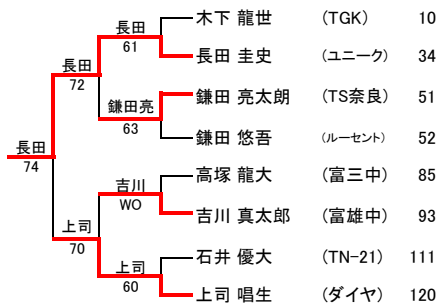 木下 龍世 (TGK) 10
長田
61
長田 圭史 (ユニーク) 34
長田
72
鎌田 亮太朗 (TS奈良) 51
鎌田亮
63
鎌田 悠吾 (ルーセント) 52
長田
74
高塚 龍大 (富三中) 85
吉川
WO
吉川 真太郎 (富雄中) 93
上司
70
石井 優大 (TN-21) 111
上司
60
上司 唱生 (ダイヤ) 120